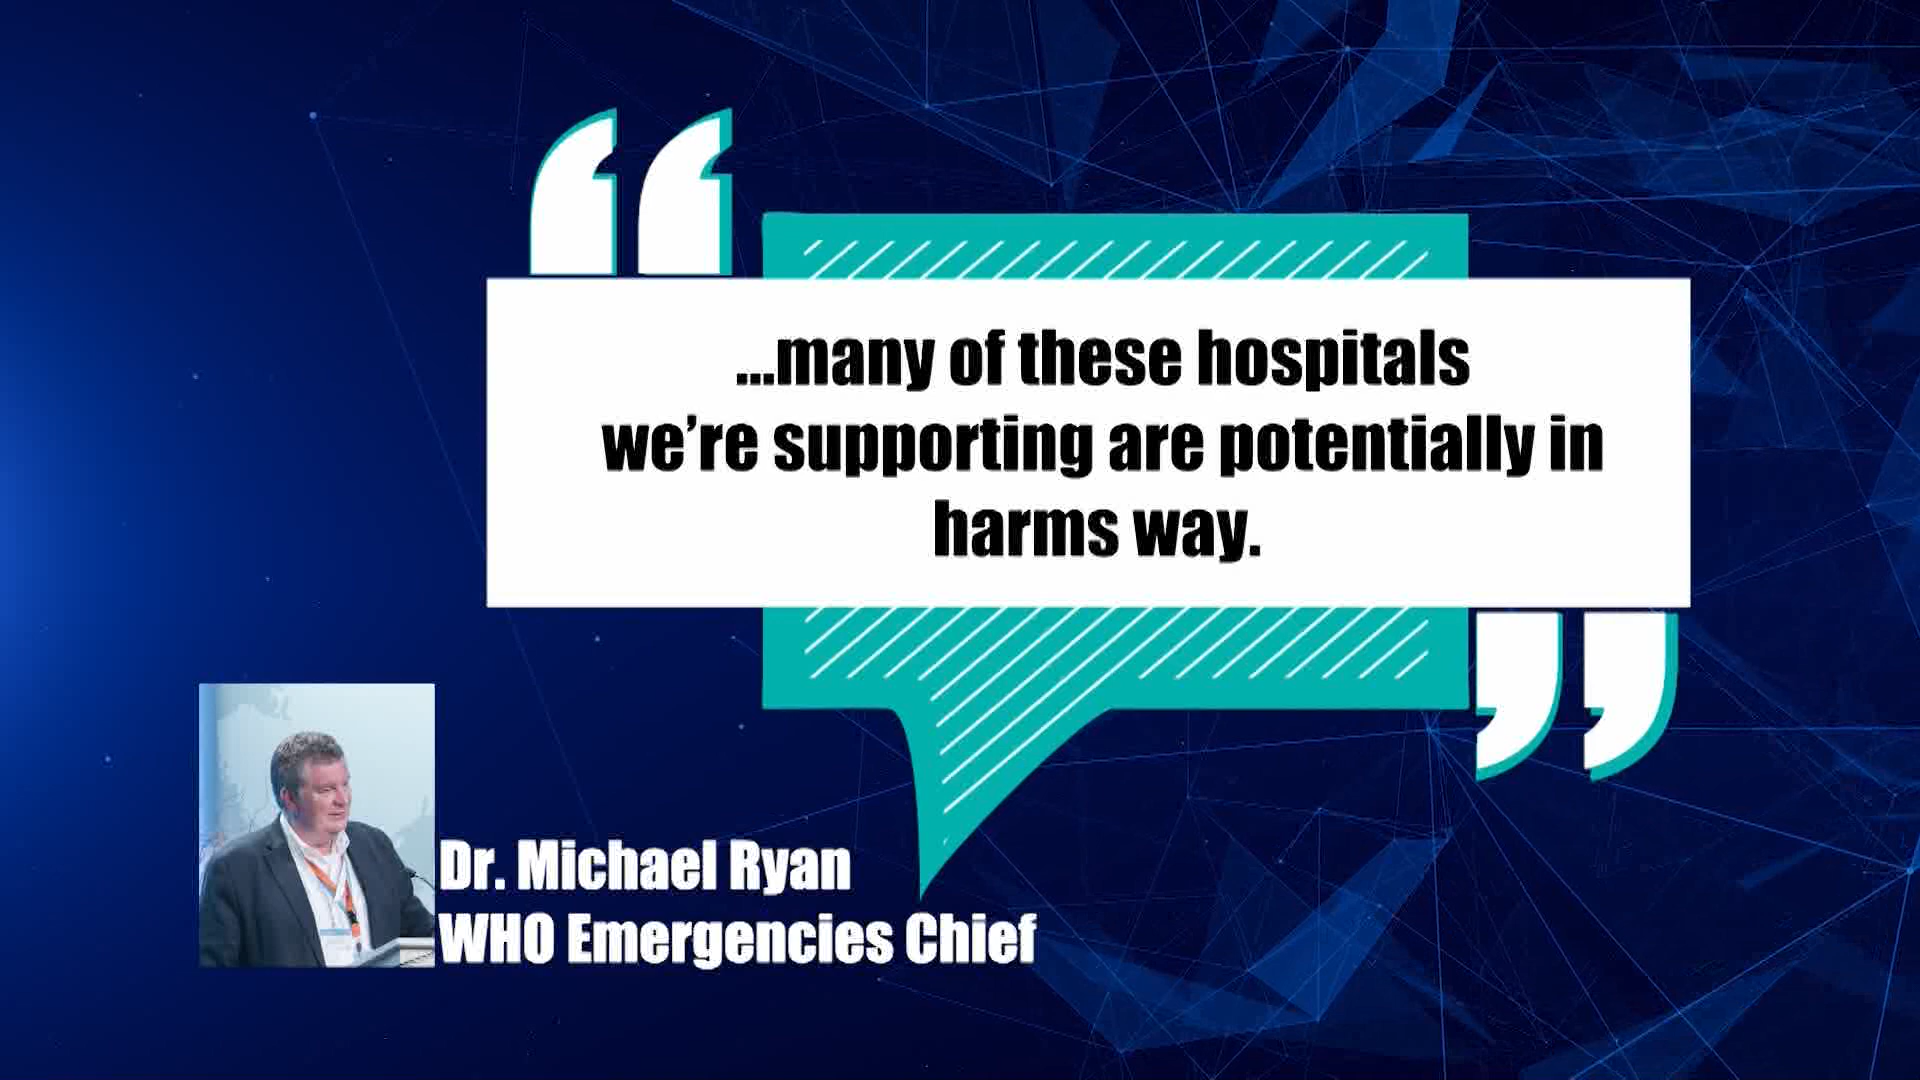 ...many of these hospitals
we’re supporting are potentially in
harms way.
Dr. Michael Ryan
WHO Emergencies Chief